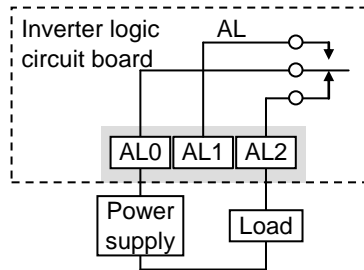 Inverter logic
circuit board
AL
AL0
AL1
AL2
Power
supply
Load